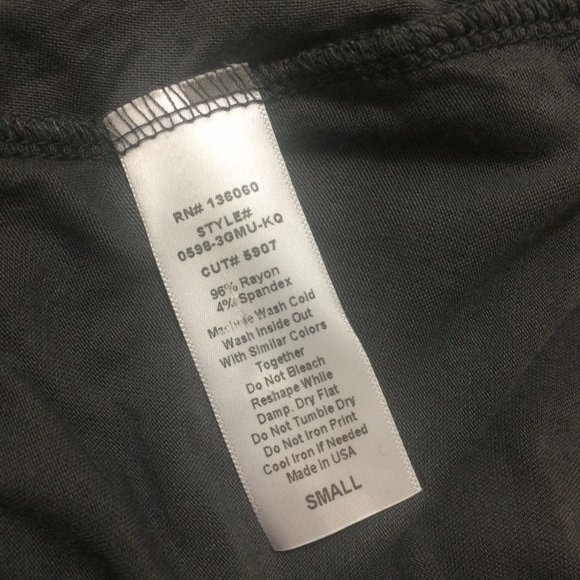 RN# 136060
STYLE#
0598-3GMU-KQ
CUT# 5907
96% Rayon
4% Spandex
Machine Wash Cold
Wash Inside Out
With Similar Colors
Together
Do Not Bleach
Reshape While
Damp. Dry Flat
Do Not Tumble Dry
Do Not Iron Print
Cool Iron if Needed
Made in USA
SMALL